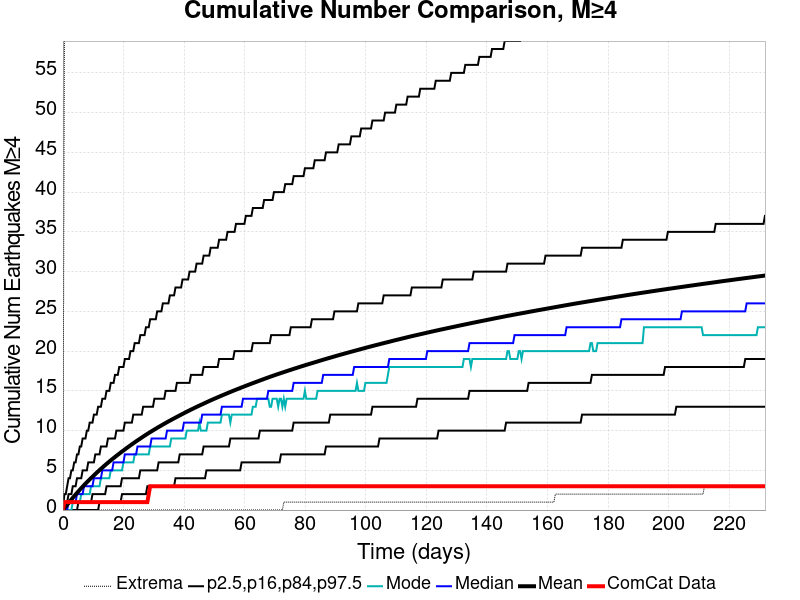 Cumulative Number Comparison, M≥4
Cumulative Num Earthquakes M≥4
55
50
45
40
35
30
25
20
15
10
5
0
0 20 40 60 80 100 120 140 160 180 200 220
Time (days)
Extrema p2.5,p16,p84,p97.5 Mode Median Mean ComCat Data